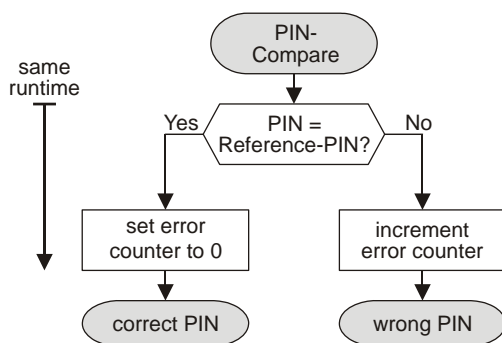 PIN-
Compare
same
runtime
Yes
PIN =
Reference-PIN?
No
set error
counter to 0
increment
error counter
correct PIN
wrong PIN